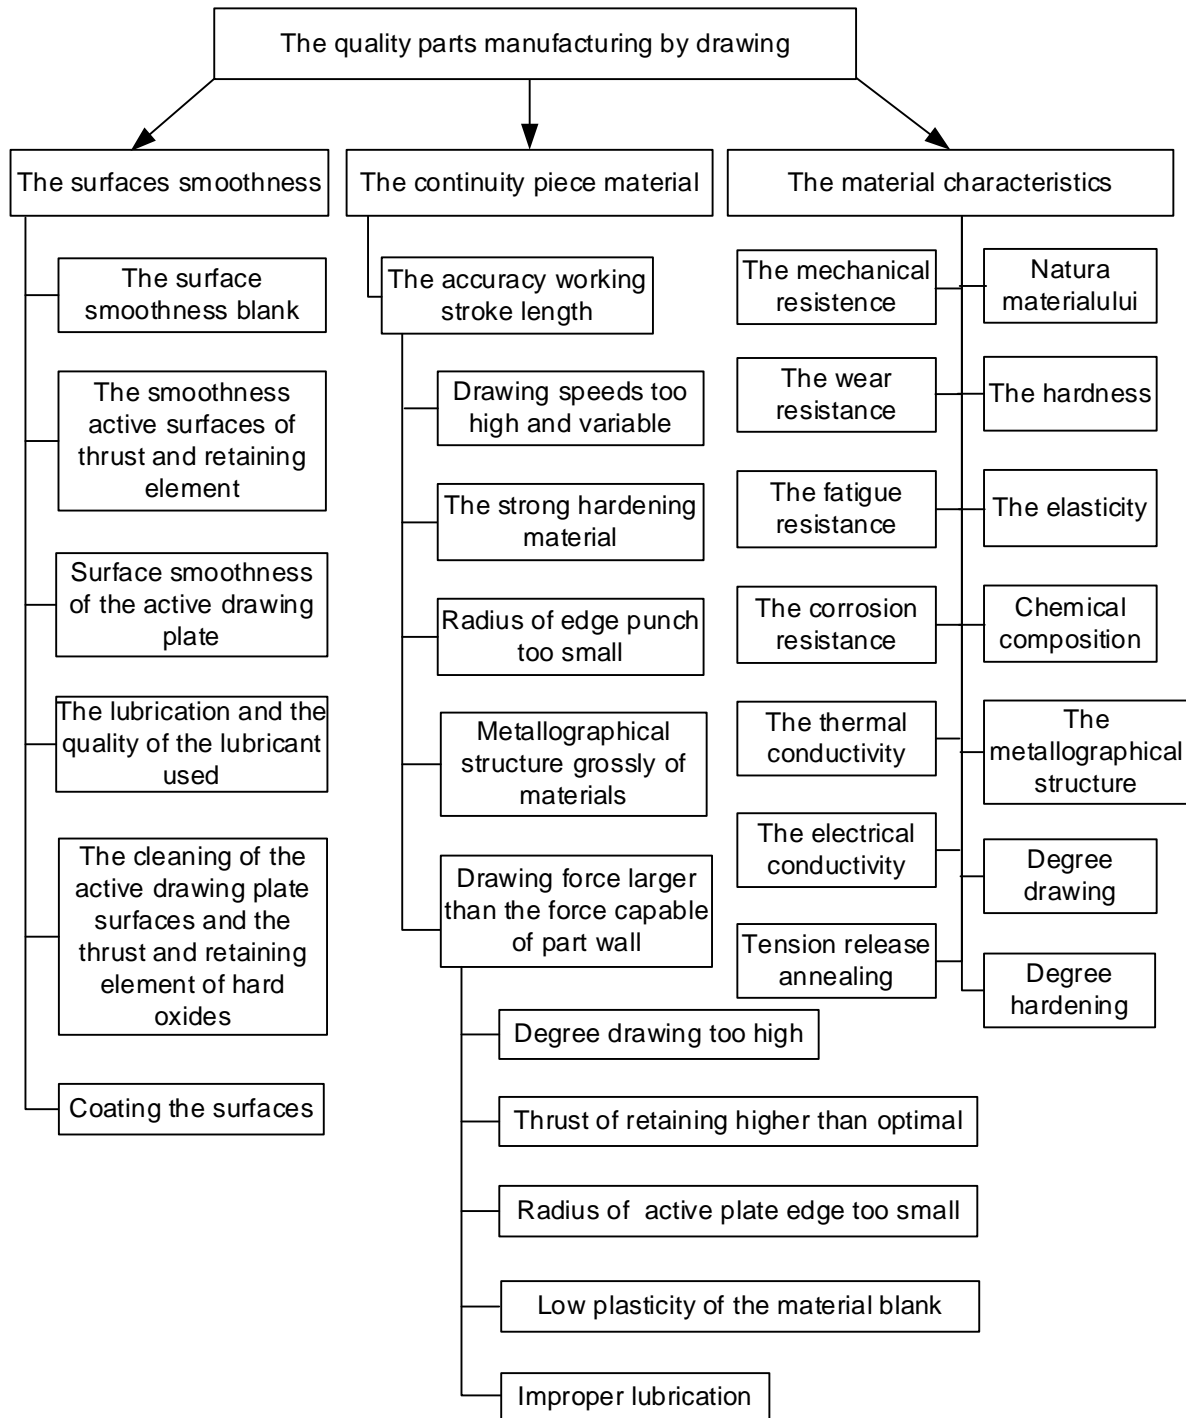 The quality parts manufacturing by drawing
The surfaces smoothness
The surface
smoothness blank
The smoothness
active surfaces of
thrust and retaining
element
Surface smoothness
of the active drawing
plate
The lubrication and the
quality of the lubricant
used
The cleaning of the
active drawing plate
surfaces and the
thrust and retaining
element of hard
oxides
Coating the surfaces
The continuity piece material
The accuracy working
stroke length
Drawing speeds too
high and variable
The strong hardening
material
Radius of edge punch
too small
Metallographical
structure grossly of
materials
Drawing force larger
than the force capable
of part wall
Degree drawing too high
Thrust of retaining higher than optimal
Radius of active plate edge too small
Low plasticity of the material blank
Improper lubrication
The material characteristics
The mechanical
resistence
The wear
resistance
The fatigue
resistance
The corrosion
resistance
The thermal
conductivity
The electrical
conductivity
Tension release
annealing
Natura
materialului
The hardness
The elasticity
Chemical
composition
The
metallographical
structure
Degree
drawing
Degree
hardening